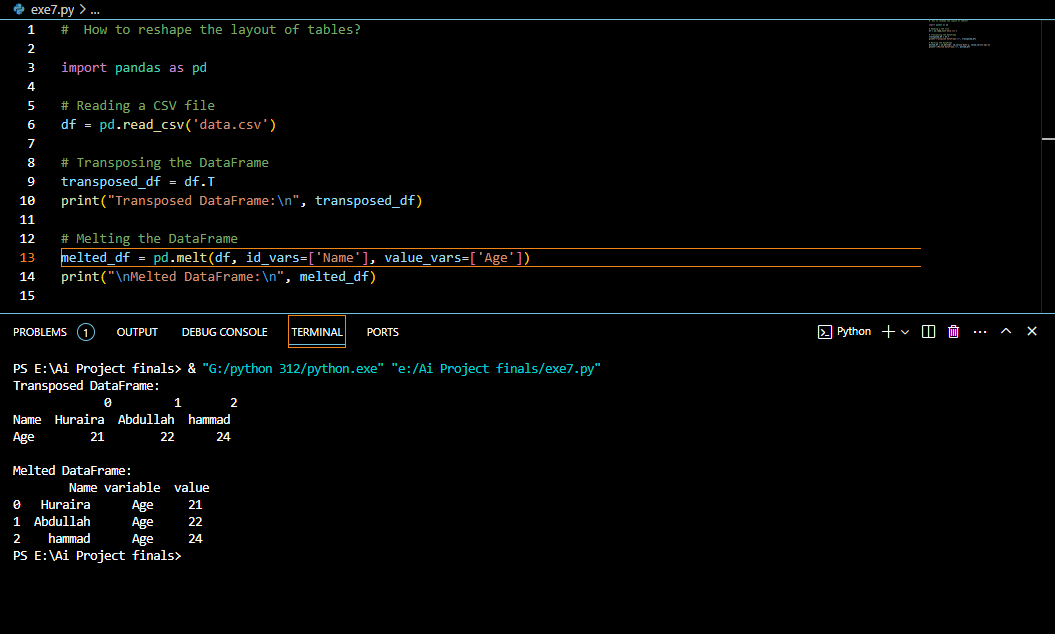 exe7.py > ...
1 #  How to reshape the layout of tables?
2
3 import pandas as pd
4
5 # Reading a CSV file
6 df = pd.read_csv('data.csv')
7
8 # Transposing the DataFrame
9 transposed_df = df.T
10 print("Transposed DataFrame:\n", transposed_df)
11
12 # Melting the DataFrame
13 melted_df = pd.melt(df, id_vars=['Name'], value_vars=['Age'])
14 print("\nMelted DataFrame:\n", melted_df)
15
PROBLEMS 1 OUTPUT DEBUG CONSOLE TERMINAL PORTS Python
PS E:\Ai Project finals> & "G:/python 312/python.exe" "e:/Ai Project finals/exe7.py"
Transposed DataFrame:
             0         1       2
Name  Huraira  Abdullah  hammad
Age        21        22      24
Melted DataFrame:
        Name variable  value
0   Huraira      Age     21
1  Abdullah      Age     22
2    hammad      Age     24
PS E:\Ai Project finals>